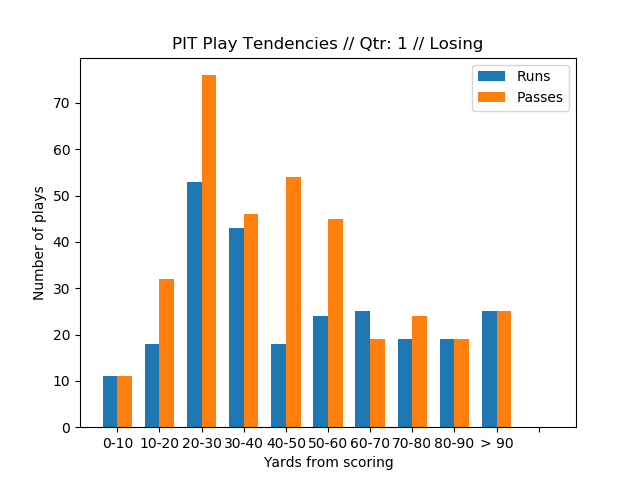 PIT Play Tendencies // Qtr: 1 // Losing
Runs
Passes
Number of plays
70
60
50
40
30
20
10
0
0-10 10-20 20-30 30-40 40-50 50-60 60-70 70-80 80-90 > 90
Yards from scoring